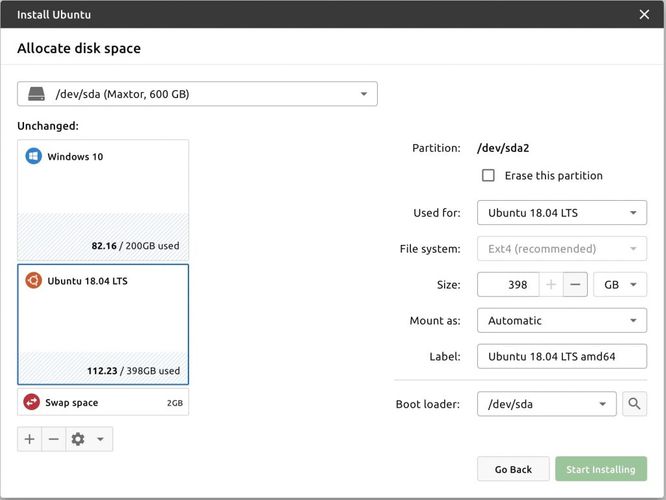 Install Ubuntu
Allocate disk space
/dev/sda (Maxtor, 600 GB)
Unchanged:
Windows 10
82.16 / 200GB used
Ubuntu 18.04 LTS
112.23 / 398GB used
Swap space 2GB
Partition: /dev/sda2
Erase this partition
Used for: Ubuntu 18.04 LTS
File system: Ext4 (recommended)
Size: 398 + − GB
Mount as: Automatic
Label: Ubuntu 18.04 LTS amd64
Boot loader: /dev/sda
Go Back Start Installing